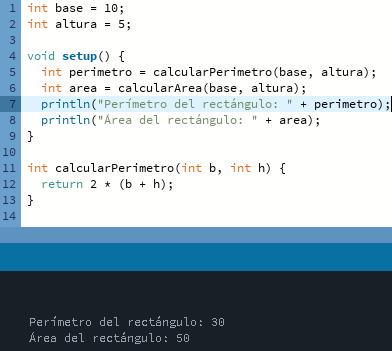 1 int base = 10;
2 int altura = 5;
3
4 void setup() {
5 int perimetro = calcularPerimetro(base, altura);
6 int area = calcularArea(base, altura);
7 println("Perímetro del rectángulo: " + perimetro);
8 println("Área del rectángulo: " + area);
9 }
10
11 int calcularPerimetro(int b, int h) {
12 return 2 * (b + h);
13 }
14
Perímetro del rectángulo: 30
Área del rectángulo: 50